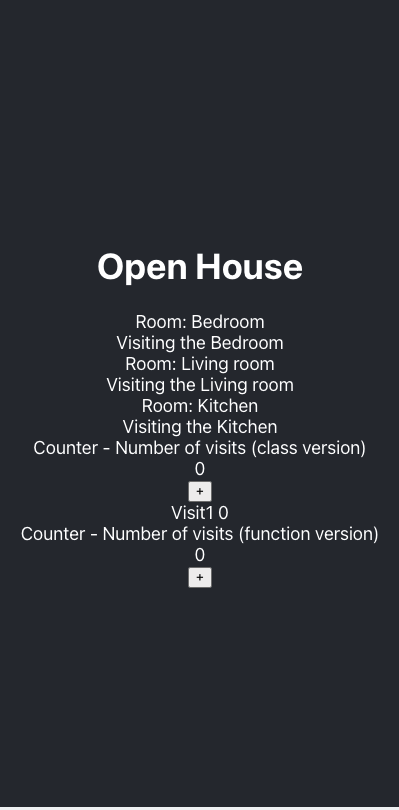 Open House
Room: Bedroom
Visiting the Bedroom
Room: Living room
Visiting the Living room
Room: Kitchen
Visiting the Kitchen
Counter - Number of visits (class version)
0
+
Visit1 0
Counter - Number of visits (function version)
0
+